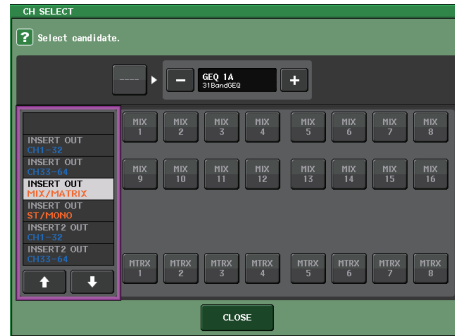 CH SELECT
? Select candidate.
----
− GEQ 1A +
31BandGEQ
INSERT OUT
CH1-32
INSERT OUT
CH33-64
INSERT OUT
MIX/MATRIX
INSERT OUT
ST/MONO
INSERT2 OUT
CH1-32
INSERT2 OUT
CH33-64
MIX 1 MIX 2 MIX 3 MIX 4 MIX 5 MIX 6 MIX 7 MIX 8
MIX 9 MIX 10 MIX 11 MIX 12 MIX 13 MIX 14 MIX 15 MIX 16
MTRX 1 MTRX 2 MTRX 3 MTRX 4 MTRX 5 MTRX 6 MTRX 7 MTRX 8
CLOSE